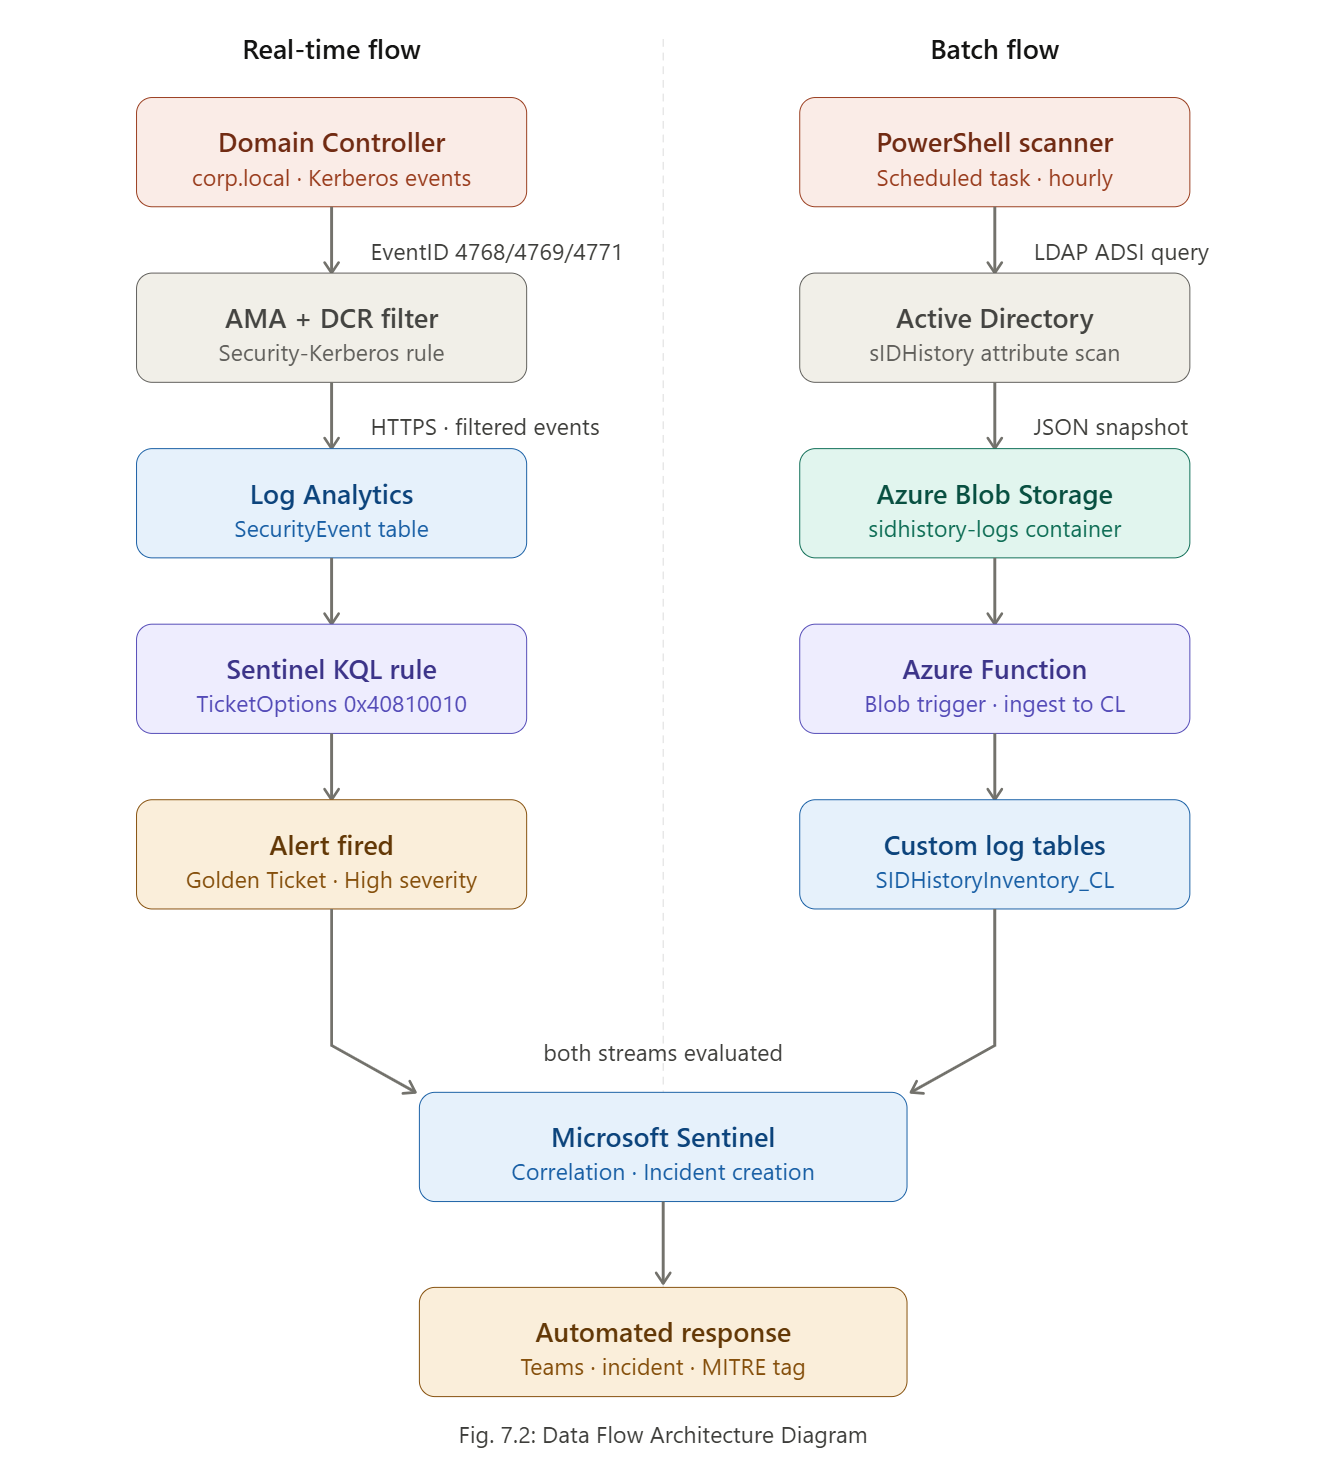 Real-time flow
Batch flow
Domain Controller
corp.local · Kerberos events
PowerShell scanner
Scheduled task · hourly
EventID 4768/4769/4771
LDAP ADSI query
AMA + DCR filter
Security-Kerberos rule
Active Directory
sIDHistory attribute scan
HTTPS · filtered events
JSON snapshot
Log Analytics
SecurityEvent table
Azure Blob Storage
sidhistory-logs container
Sentinel KQL rule
TicketOptions 0x40810010
Azure Function
Blob trigger · ingest to CL
Alert fired
Golden Ticket · High severity
Custom log tables
SIDHistoryInventory_CL
both streams evaluated
Microsoft Sentinel
Correlation · Incident creation
Automated response
Teams · incident · MITRE tag
Fig. 7.2: Data Flow Architecture Diagram